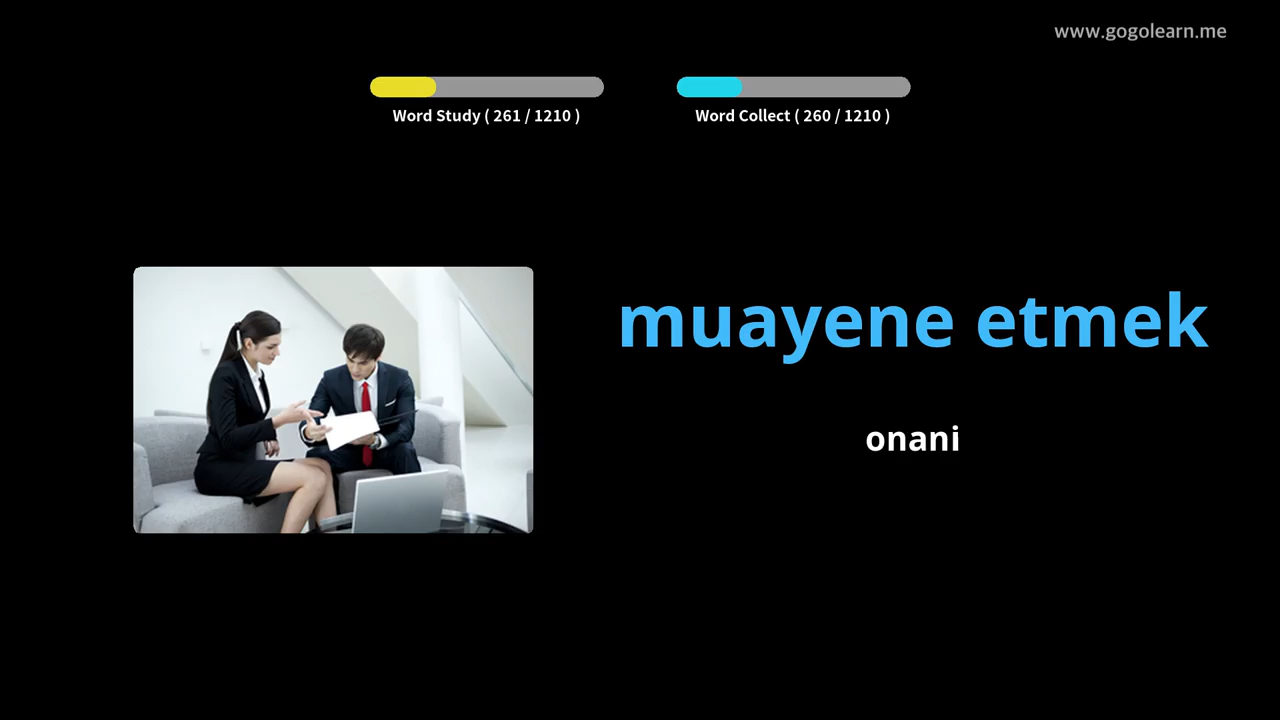 www.gogolearn.me
Word Study ( 261 / 1210 )
Word Collect ( 260 / 1210 )
muayene etmek
onani